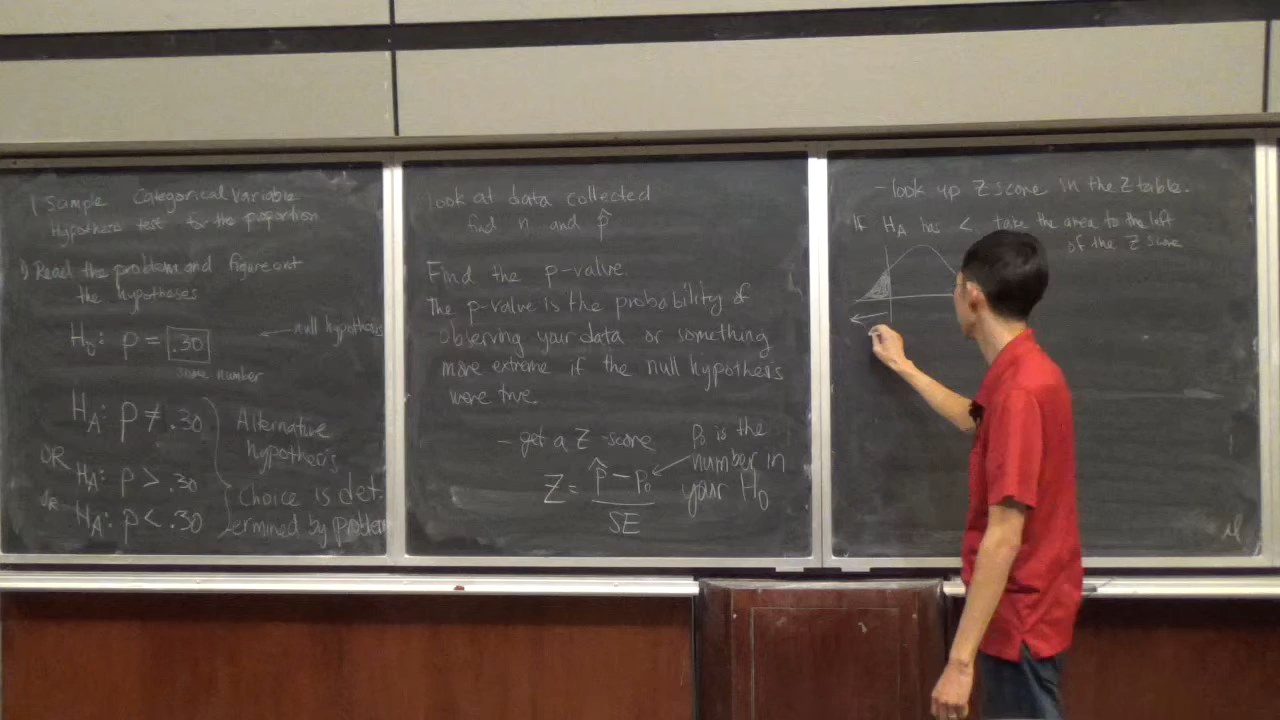 1 Sample Categorical Variable
Hypothesis test for the proportion
1) Read the problem and figure out
the hypotheses
H₀: p = .30 ← null hypothesis
some number
HA: p ≠ .30
OR HA: p > .30
OR HA: p < .30
Alternative
hypothesis
Choice is det-
ermined by problem
look at data collected
find n and p̂
Find the p-value.
The p-value is the probability of
observing your data or something
more extreme if the null hypothesis
were true.
- get a Z-score
Z = p̂ - p₀ / SE
p₀ is the
number in
your H₀
- look up Z score in the Z table.
If HA has <, take the area to the left
of the Z score